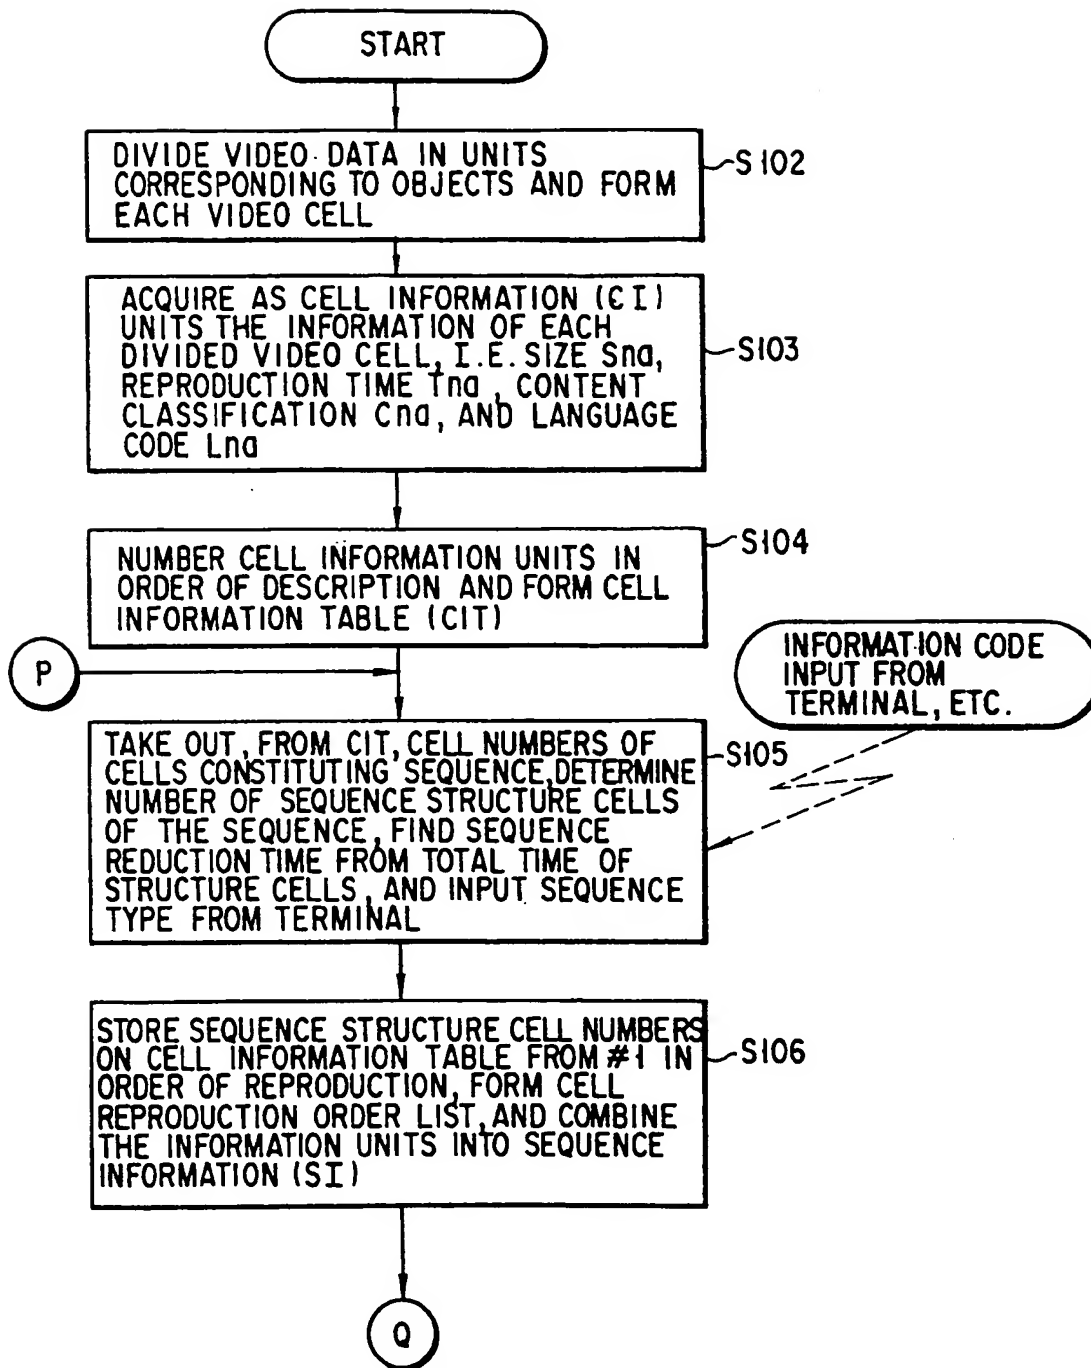 START
DIVIDE VIDEO DATA IN UNITS
CORRESPONDING TO OBJECTS AND FORM
EACH VIDEO CELL
S102
ACQUIRE AS CELL INFORMATION (CI)
UNITS THE INFORMATION OF EACH
DIVIDED VIDEO CELL, I.E. SIZE Sna,
REPRODUCTION TIME Tna, CONTENT
CLASSIFICATION Cna, AND LANGUAGE
CODE Lna
S103
NUMBER CELL INFORMATION UNITS IN
ORDER OF DESCRIPTION AND FORM CELL
INFORMATION TABLE (CIT)
S104
P
INFORMATION CODE
INPUT FROM
TERMINAL, ETC.
TAKE OUT, FROM CIT, CELL NUMBERS OF
CELLS CONSTITUTING SEQUENCE, DETERMINE
NUMBER OF SEQUENCE STRUCTURE CELLS
OF THE SEQUENCE, FIND SEQUENCE
REDUCTION TIME FROM TOTAL TIME OF
STRUCTURE CELLS, AND INPUT SEQUENCE
TYPE FROM TERMINAL
S105
STORE SEQUENCE STRUCTURE CELL NUMBERS
ON CELL INFORMATION TABLE FROM #1 IN
ORDER OF REPRODUCTION, FORM CELL
REPRODUCTION ORDER LIST, AND COMBINE
THE INFORMATION UNITS INTO SEQUENCE
INFORMATION (SI)
S106
Q